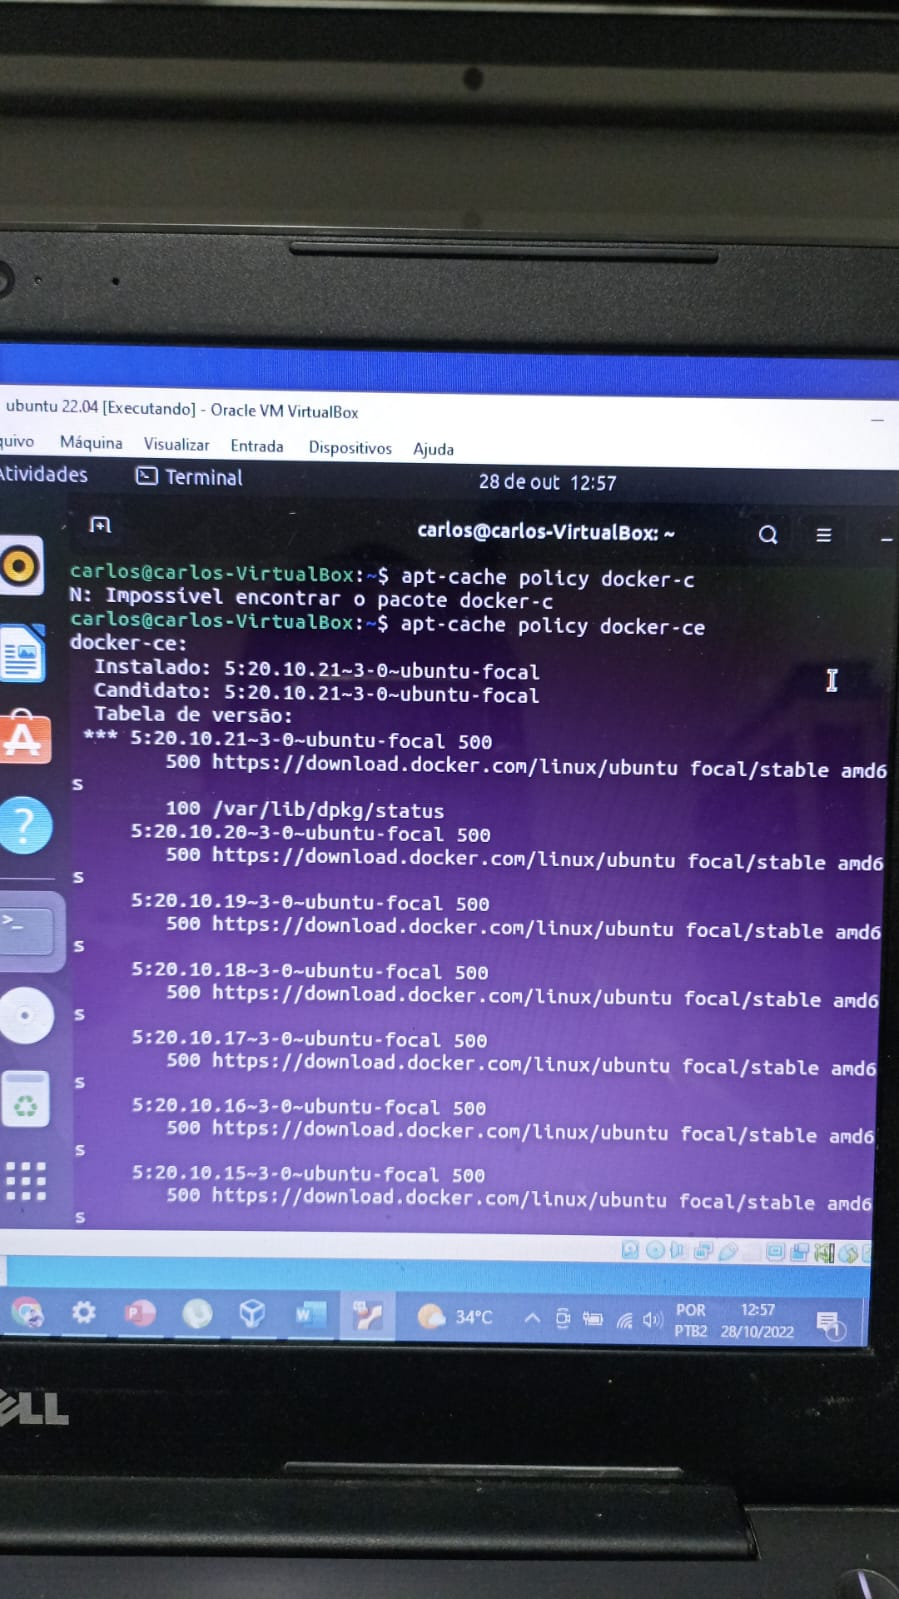 ubuntu 22.04 [Executando] - Oracle VM VirtualBox
quivo Máquina Visualizar Entrada Dispositivos Ajuda
Atividades Terminal 28 de out 12:57
carlos@carlos-VirtualBox: ~
carlos@carlos-VirtualBox:~$ apt-cache policy docker-c
N: Impossível encontrar o pacote docker-c
carlos@carlos-VirtualBox:~$ apt-cache policy docker-ce
docker-ce:
Instalado: 5:20.10.21~3-0~ubuntu-focal
Candidato: 5:20.10.21~3-0~ubuntu-focal
Tabela de versão:
*** 5:20.10.21~3-0~ubuntu-focal 500
500 https://download.docker.com/linux/ubuntu focal/stable amd6
s
100 /var/lib/dpkg/status
5:20.10.20~3-0~ubuntu-focal 500
500 https://download.docker.com/linux/ubuntu focal/stable amd6
s
5:20.10.19~3-0~ubuntu-focal 500
500 https://download.docker.com/linux/ubuntu focal/stable amd6
s
5:20.10.18~3-0~ubuntu-focal 500
500 https://download.docker.com/linux/ubuntu focal/stable amd6
s
5:20.10.17~3-0~ubuntu-focal 500
500 https://download.docker.com/linux/ubuntu focal/stable amd6
s
5:20.10.16~3-0~ubuntu-focal 500
500 https://download.docker.com/linux/ubuntu focal/stable amd6
s
5:20.10.15~3-0~ubuntu-focal 500
500 https://download.docker.com/linux/ubuntu focal/stable amd6
s
34°C POR 12:57
PTB2 28/10/2022 1
DELL